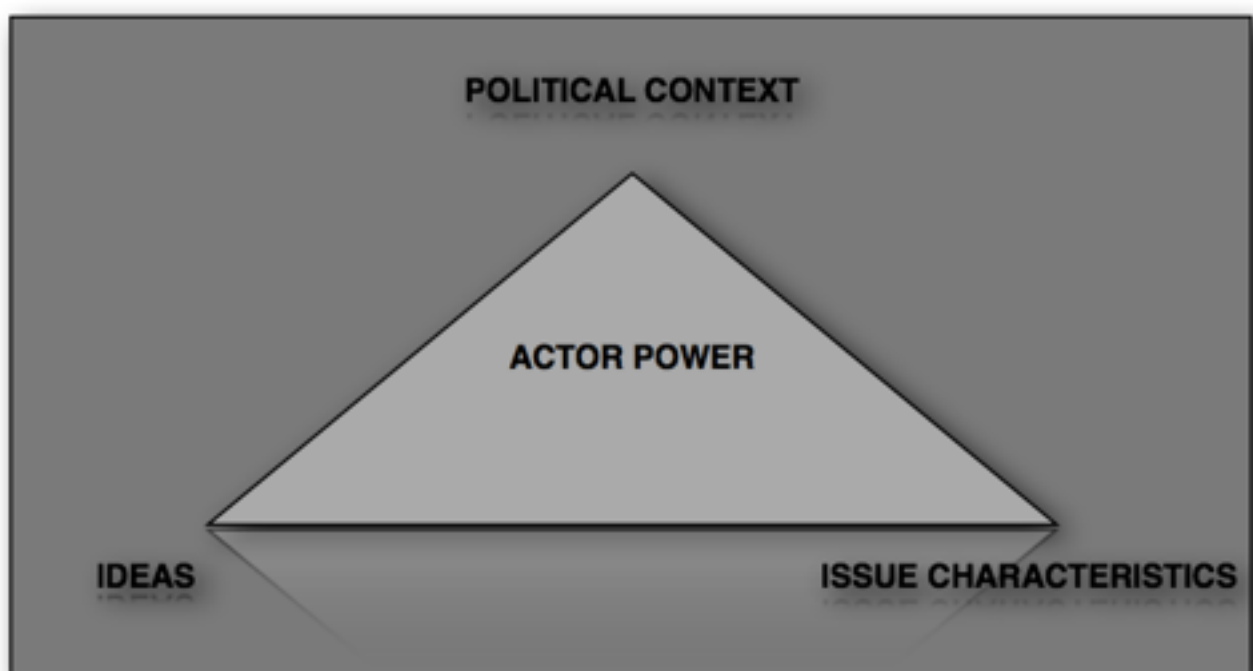 POLITICAL CONTEXT
ACTOR POWER
IDEAS
ISSUE CHARACTERISTICS